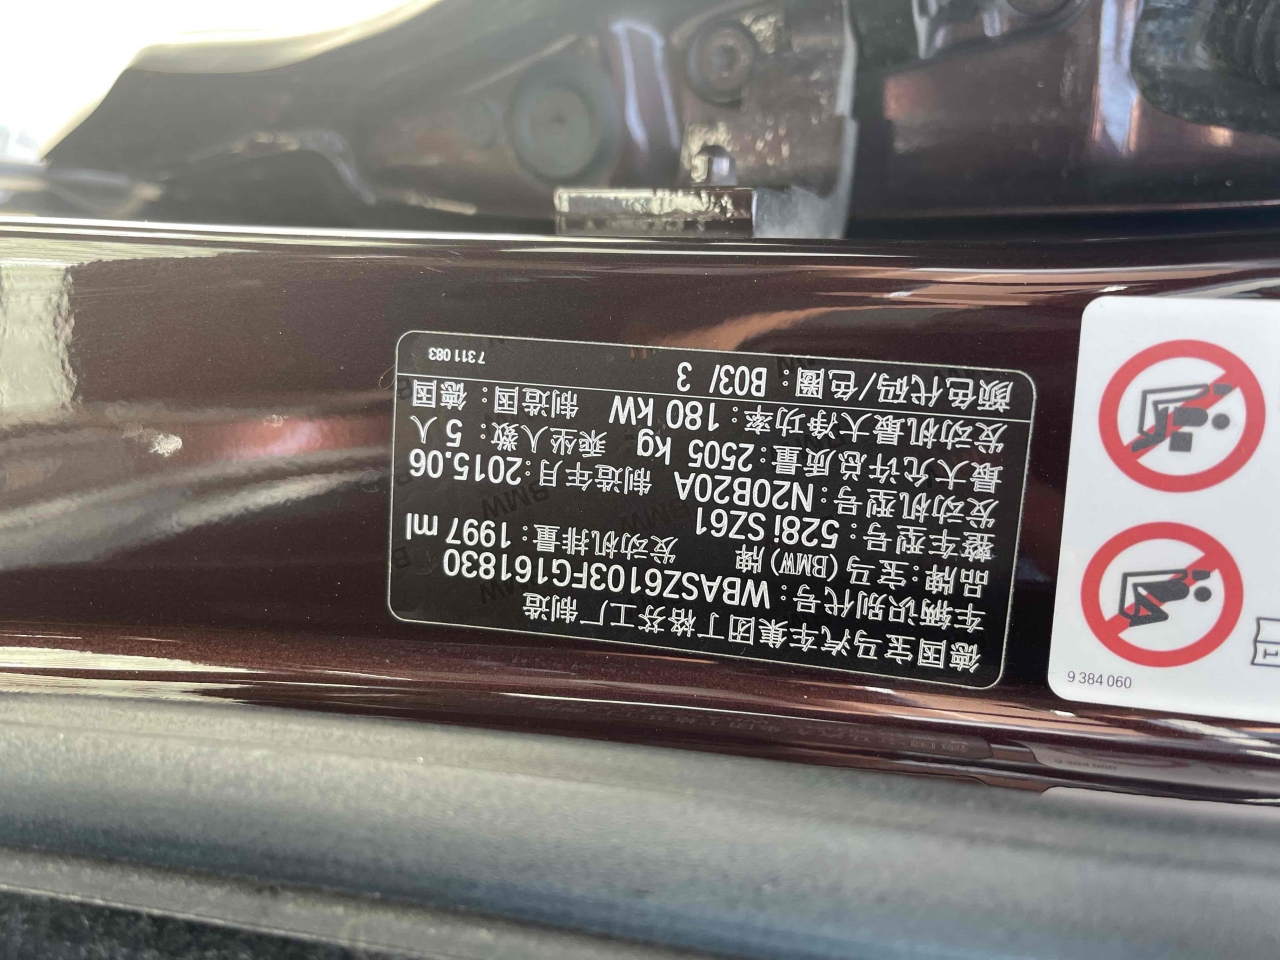 德国宝马汽车集团丁格芬工厂制造
车辆识别代号：WBASZ6103FG161830
品牌：宝马(BMW)牌 发动机排量：1997 ml
整车型号：528i SZ61
发动机型号：N20B20A 制造年月：2015.06
最大允许总质量：2505 kg 乘坐人数：5人
发动机最大净功率：180 kW 制造国：德国
颜色代码/色圈：B03/ 3
7 311 083
9 384 060